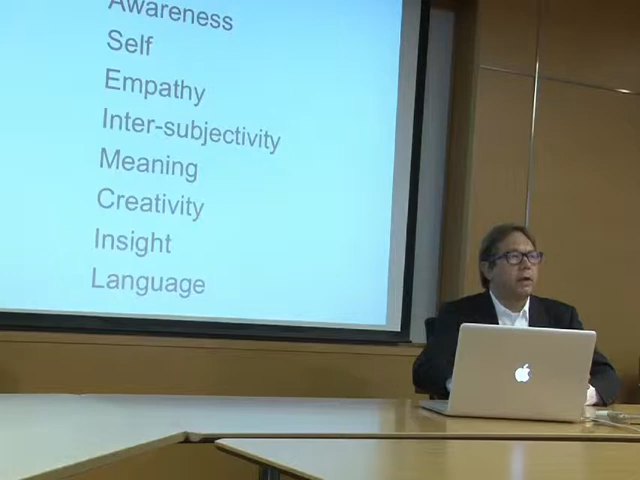 Awareness
Self
Empathy
Inter-subjectivity
Meaning
Creativity
Insight
Language